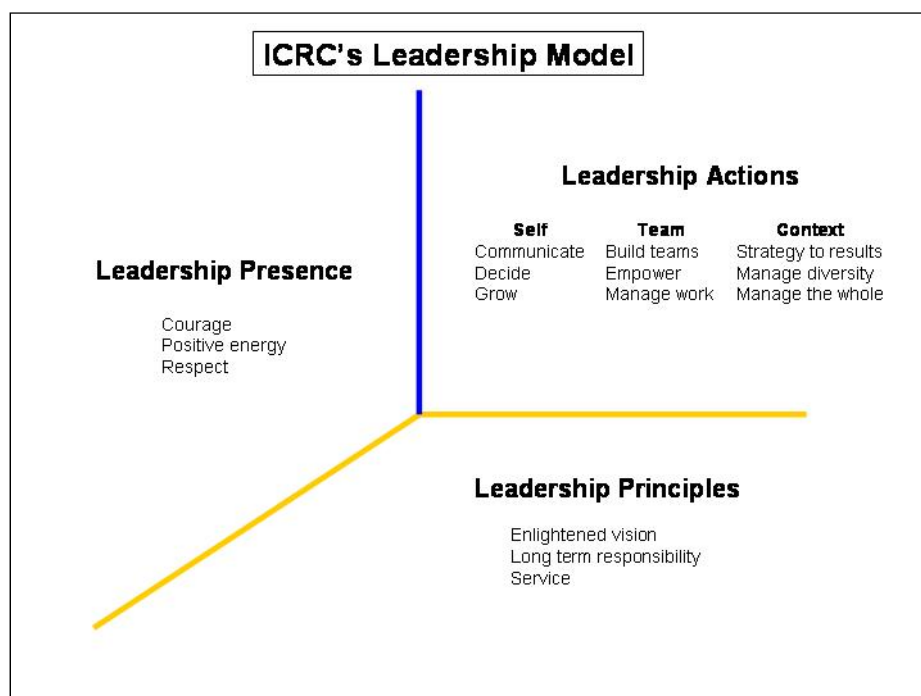 ICRC's Leadership Model
Leadership Actions
Self Team Context
Communicate Build teams Strategy to results
Decide Empower Manage diversity
Grow Manage work Manage the whole
Leadership Presence
Courage
Positive energy
Respect
Leadership Principles
Enlightened vision
Long term responsibility
Service